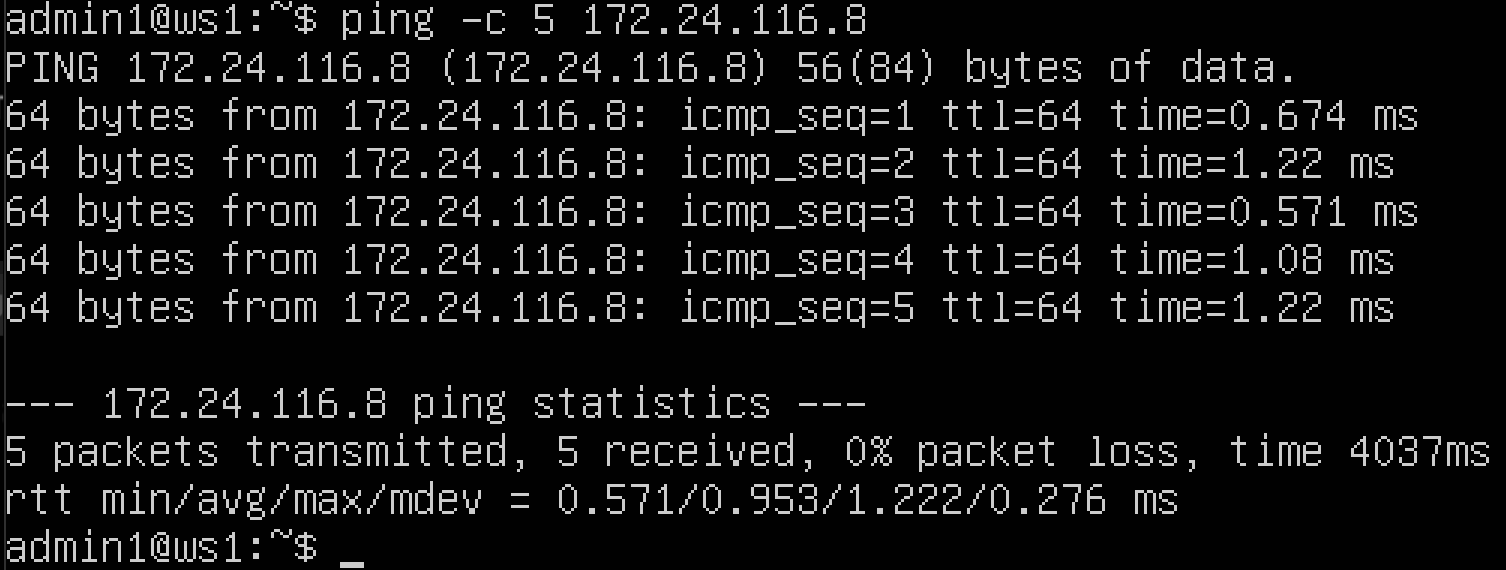 admin1@ws1:~$ ping -c 5 172.24.116.8
PING 172.24.116.8 (172.24.116.8) 56(84) bytes of data.
64 bytes from 172.24.116.8: icmp_seq=1 ttl=64 time=0.674 ms
64 bytes from 172.24.116.8: icmp_seq=2 ttl=64 time=1.22 ms
64 bytes from 172.24.116.8: icmp_seq=3 ttl=64 time=0.571 ms
64 bytes from 172.24.116.8: icmp_seq=4 ttl=64 time=1.08 ms
64 bytes from 172.24.116.8: icmp_seq=5 ttl=64 time=1.22 ms

--- 172.24.116.8 ping statistics ---
5 packets transmitted, 5 received, 0% packet loss, time 4037ms
rtt min/avg/max/mdev = 0.571/0.953/1.222/0.276 ms
admin1@ws1:~$ _